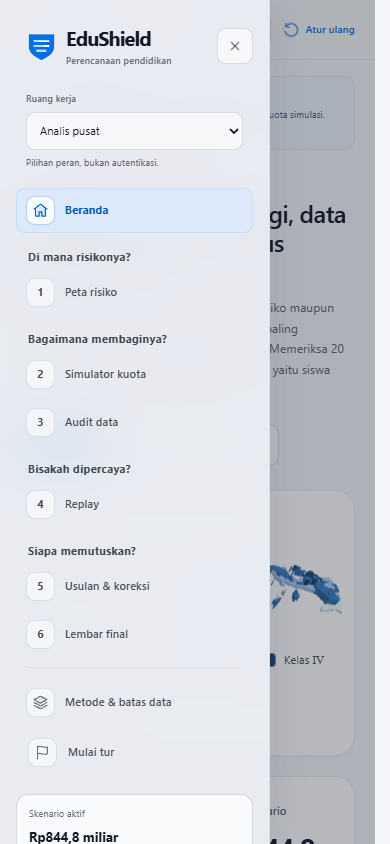 EduShield
Perencanaan pendidikan
Atur ulang
Ruang kerja
Analis pusat
Pilihan peran, bukan autentikasi.
uota simulasi.
Beranda
gi, data
us
Di mana risikonya?
1 Peta risiko
iko maupun
paling
Bagaimana membaginya?
Memeriksa 20
2 Simulator kuota
yaitu siswa
3 Audit data
Bisakah dipercaya?
4 Replay
Siapa memutuskan?
5 Usulan & koreksi
6 Lembar final
Kelas IV
Metode & batas data
Mulai tur
Skenario aktif
ario
Rp844,8 miliar